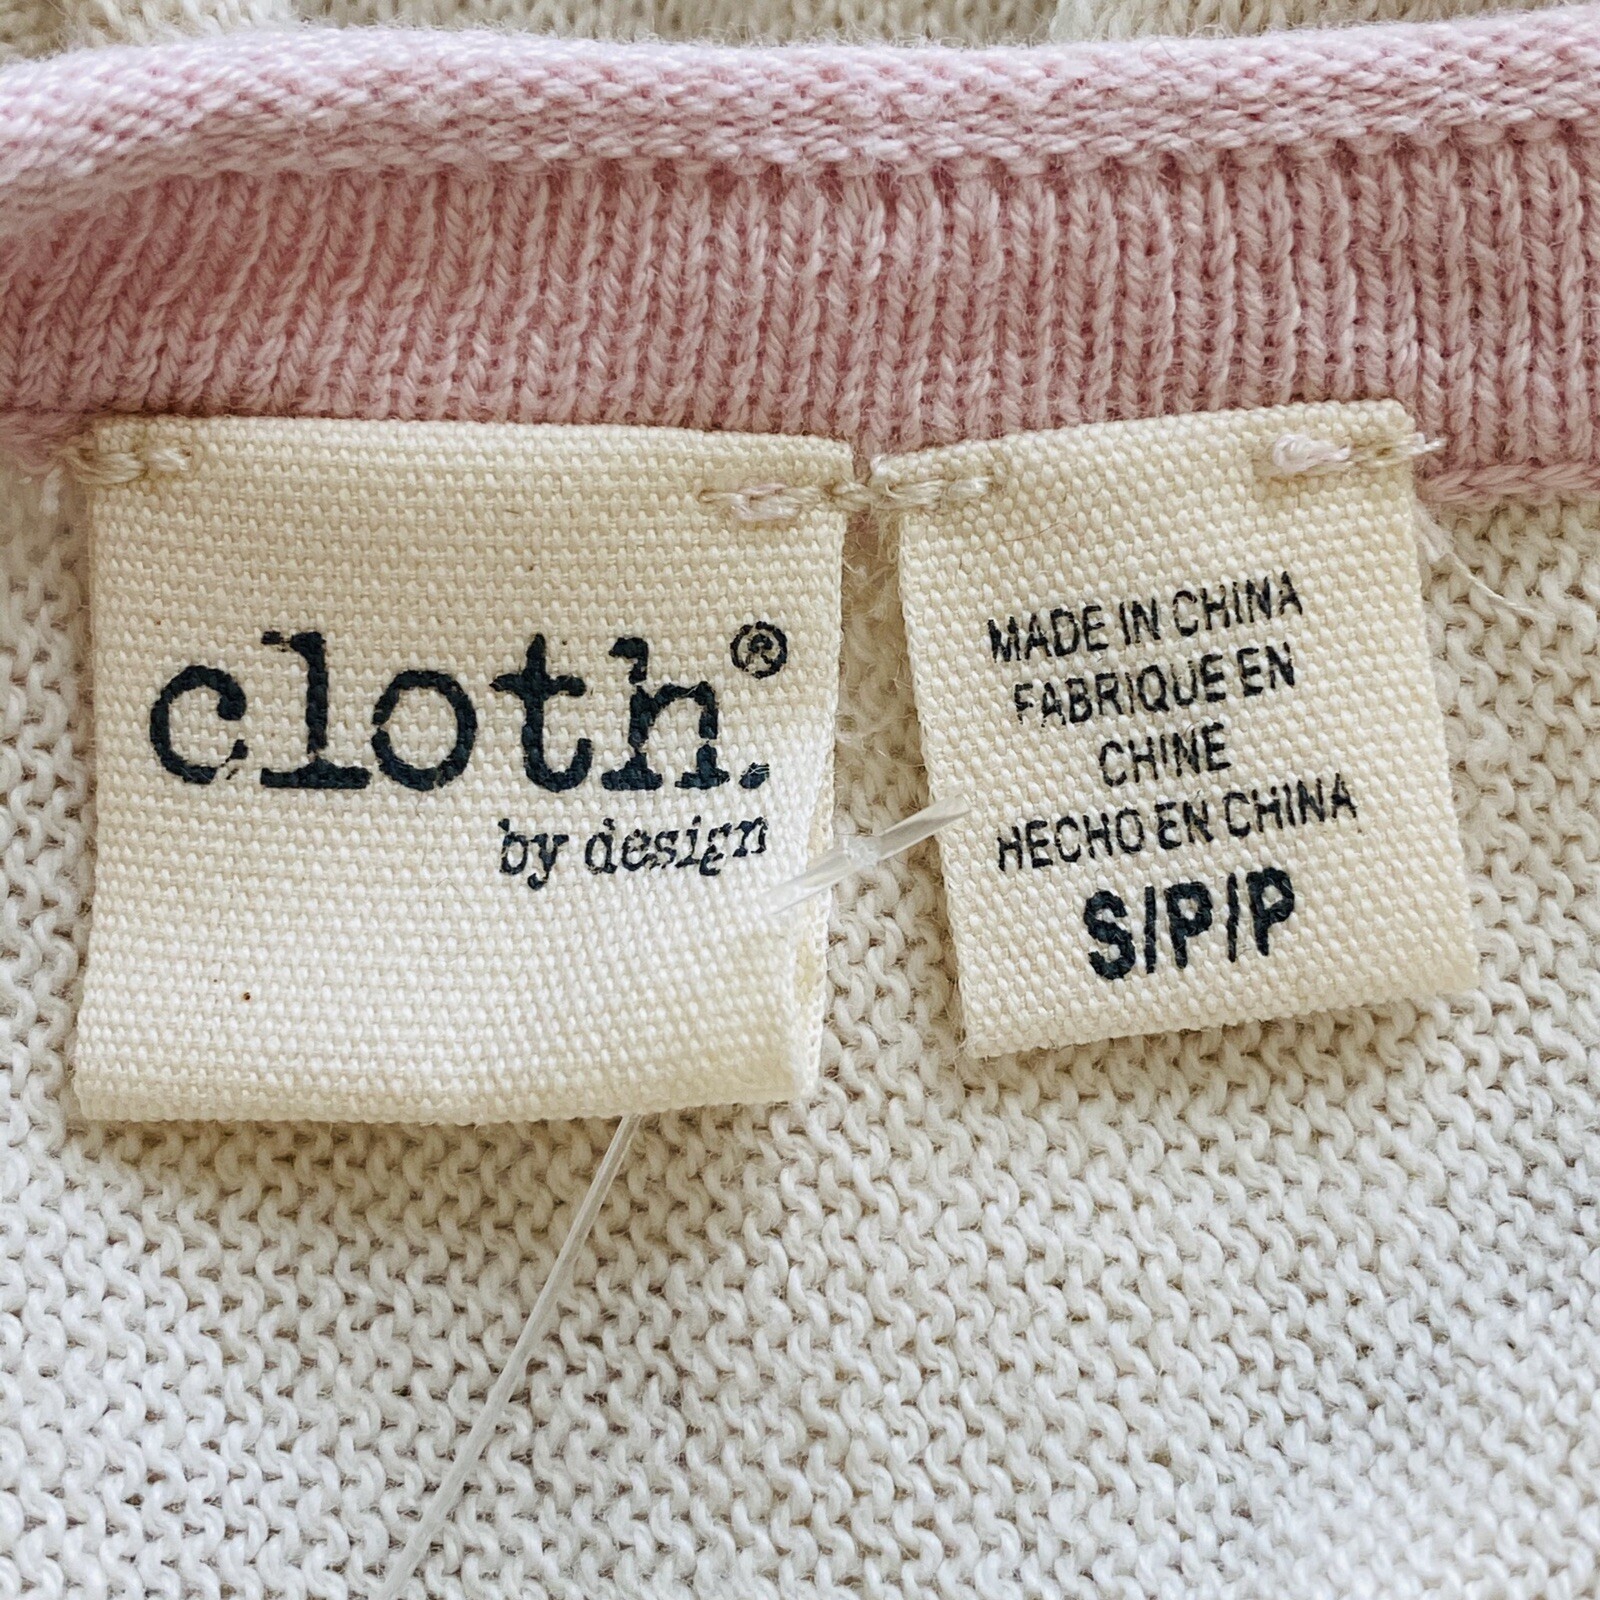 cloth.®
by design
MADE IN CHINA
FABRIQUE EN
CHINE
HECHO EN CHINA
S/P/P